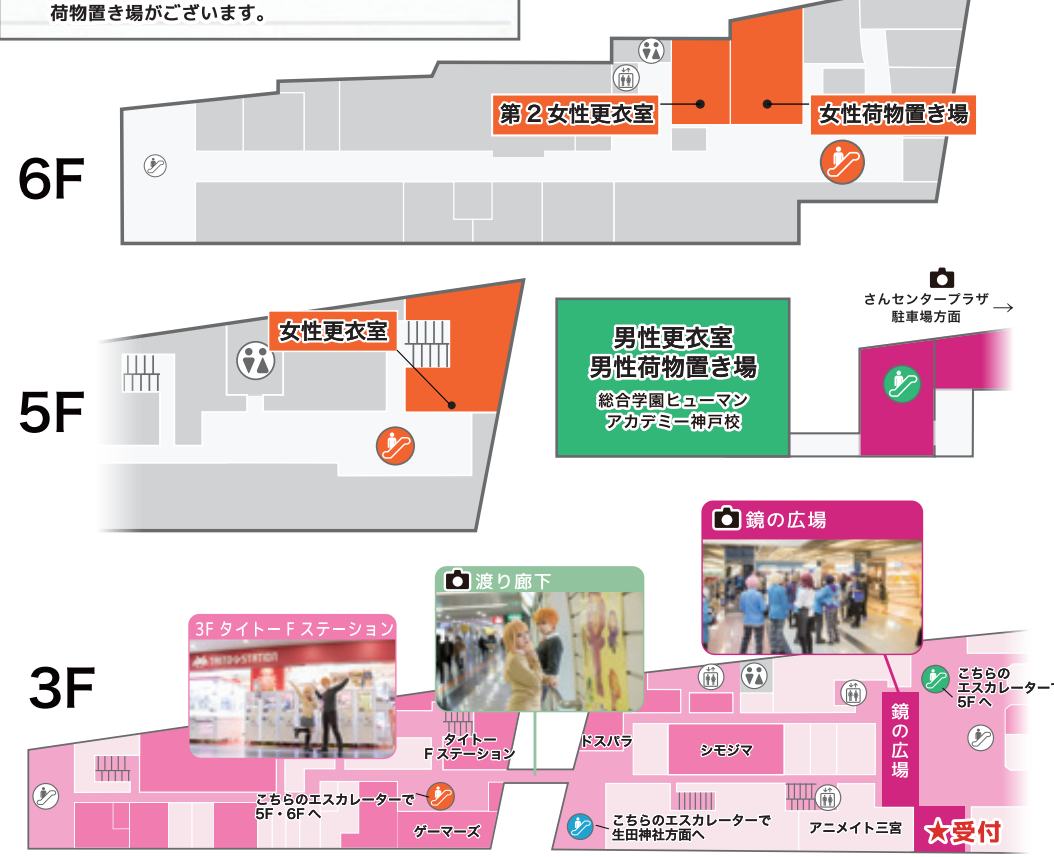 荷物置き場がございます。
6F
第2女性更衣室
女性荷物置き場
5F
女性更衣室
男性更衣室
男性荷物置き場
総合学園ヒューマン
アカデミー神戸校
さんセンタープラザ →
駐車場方面
3F
3F タイトーFステーション
TAITO STATION
渡り廊下
鏡の広場
タイトー
Fステーション
こちらのエスカレーターで
5F・6Fへ
ゲーマーズ
ドスパラ
シモジマ
こちらのエスカレーターで
生田神社方面へ
アニメイト三宮
鏡の広場
こちらの
エスカレーター
5Fへ
★受付